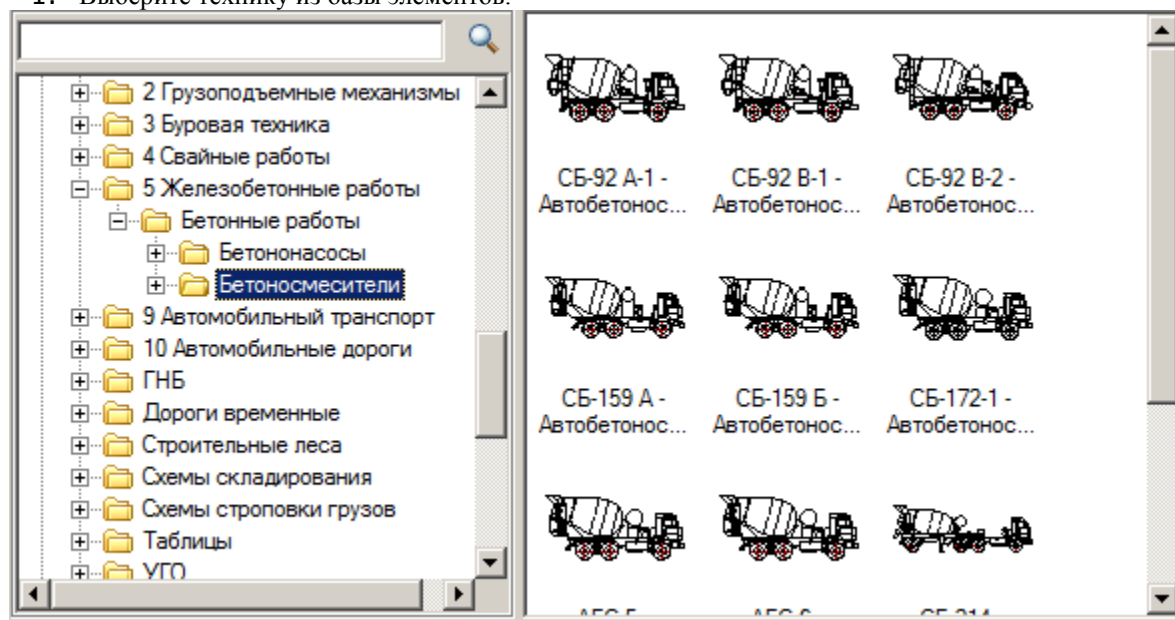 1. Выберите технику из базы элементов.
2 Грузоподъемные механизмы
3 Буровая техника
4 Свайные работы
5 Железобетонные работы
Бетонные работы
Бетононасосы
Бетоносмесители
9 Автомобильный транспорт
10 Автомобильные дороги
ГНБ
Дороги временные
Строительные леса
Схемы складирования
Схемы строповки грузов
Таблицы
УГО
СБ-92 А-1 -
Автобетонос...
СБ-92 В-1 -
Автобетонос...
СБ-92 В-2 -
Автобетонос...
СБ-159 А -
Автобетонос...
СБ-159 Б -
Автобетонос...
СБ-172-1 -
Автобетонос...